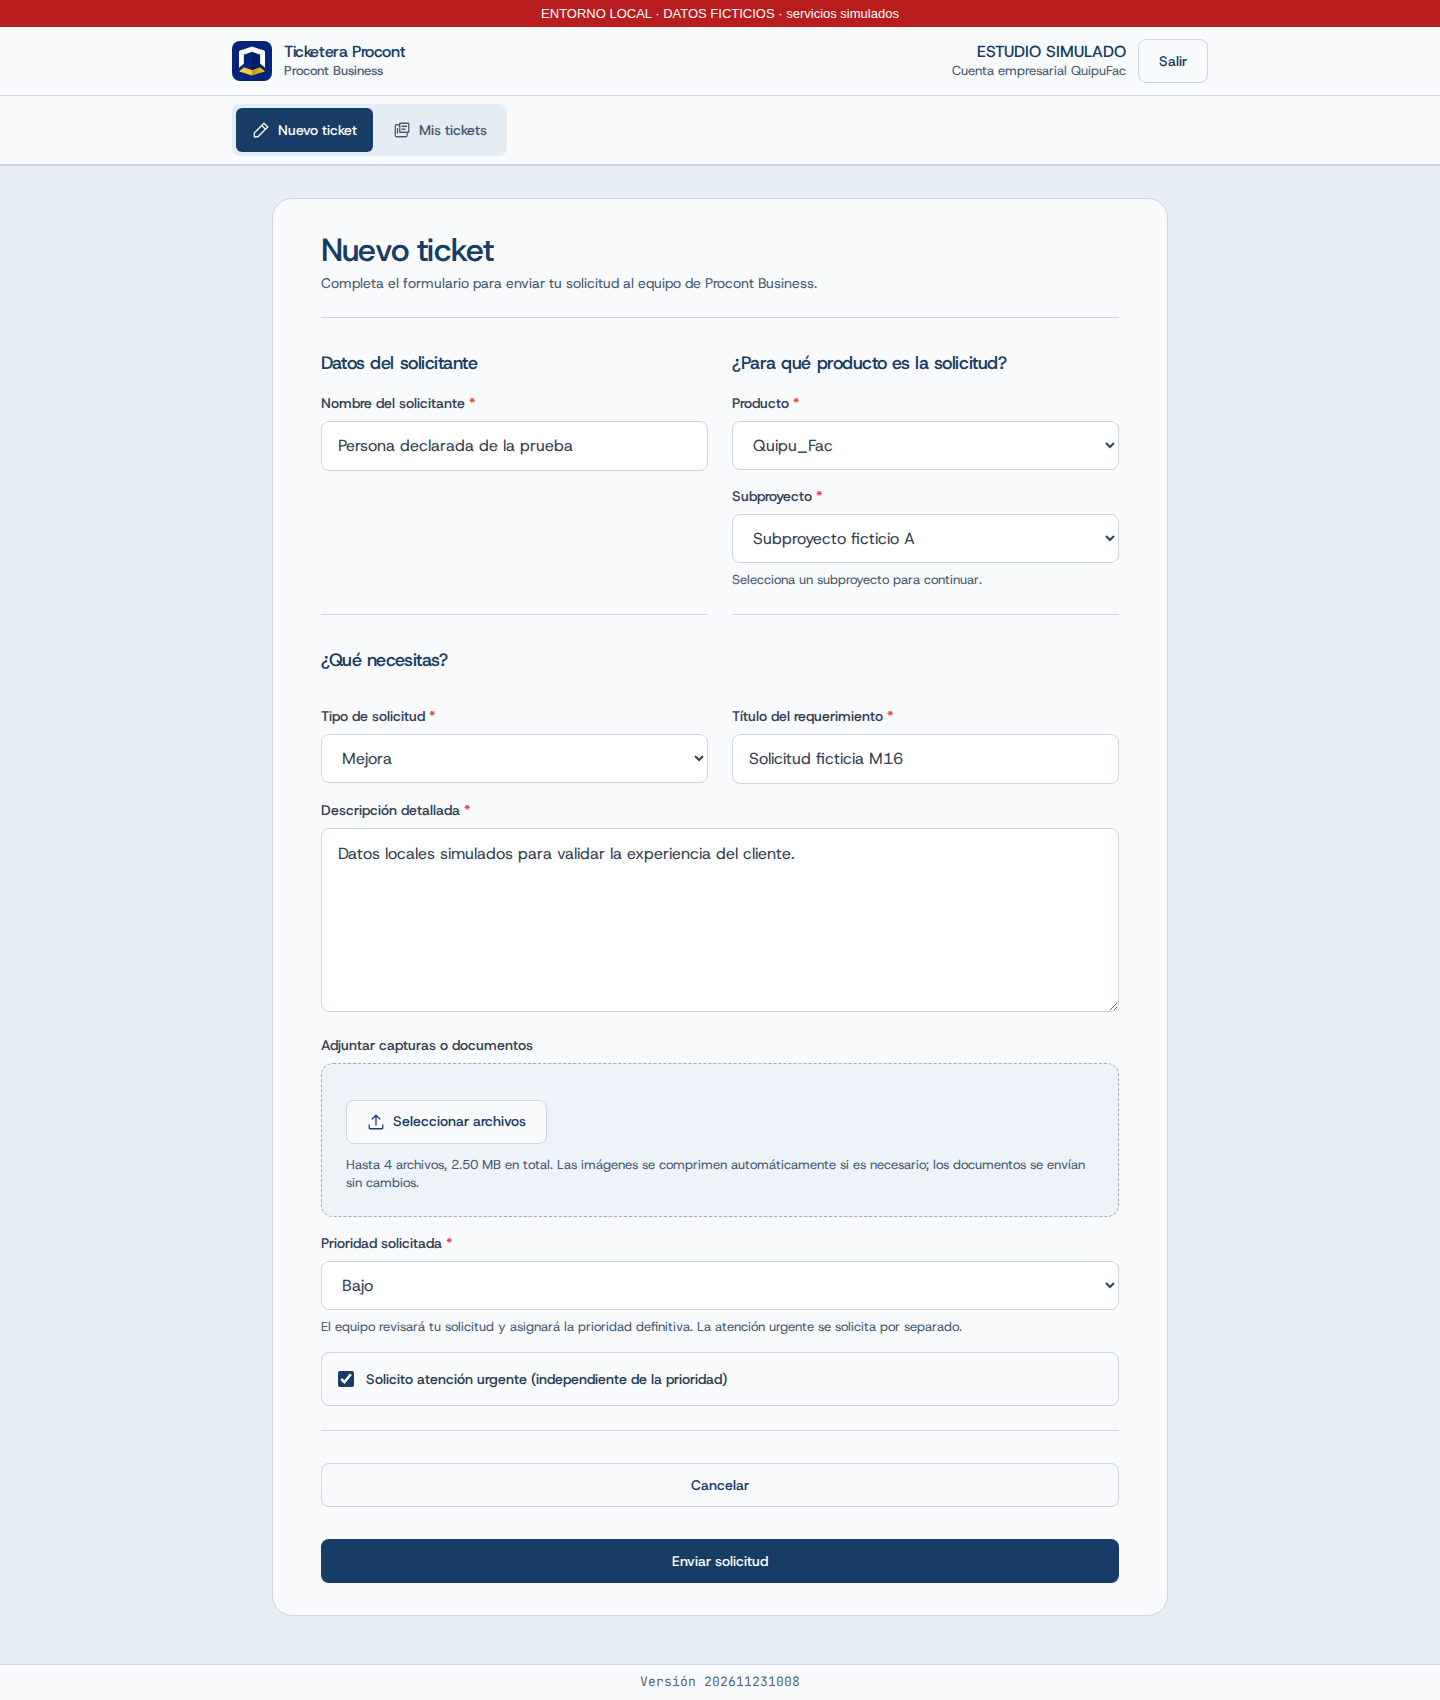 ENTORNO LOCAL · DATOS FICTICIOS · servicios simulados
Ticketera Procont
Procont Business
ESTUDIO SIMULADO
Cuenta empresarial QuipuFac
Salir
Nuevo ticket
Mis tickets
Nuevo ticket
Completa el formulario para enviar tu solicitud al equipo de Procont Business.
Datos del solicitante
Nombre del solicitante *
Persona declarada de la prueba
¿Para qué producto es la solicitud?
Producto *
Quipu_Fac
Subproyecto *
Subproyecto ficticio A
Selecciona un subproyecto para continuar.
¿Qué necesitas?
Tipo de solicitud *
Mejora
Título del requerimiento *
Solicitud ficticia M16
Descripción detallada *
Datos locales simulados para validar la experiencia del cliente.
Adjuntar capturas o documentos
Seleccionar archivos
Hasta 4 archivos, 2.50 MB en total. Las imágenes se comprimen automáticamente si es necesario; los documentos se envían
sin cambios.
Prioridad solicitada *
Bajo
El equipo revisará tu solicitud y asignará la prioridad definitiva. La atención urgente se solicita por separado.
Solicito atención urgente (independiente de la prioridad)
Cancelar
Enviar solicitud
Versión 202611231008